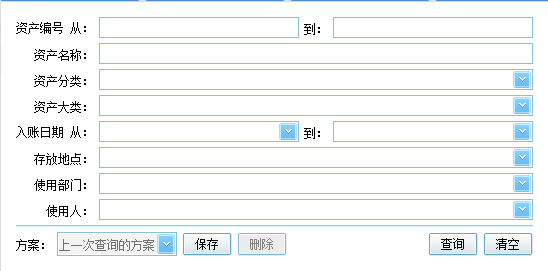 资产编号 从： 到：
资产名称：
资产分类：
资产大类：
入账日期 从： 到：
存放地点：
使用部门：
使用人：
方案： 上一次查询的方案 保存 删除 查询 清空